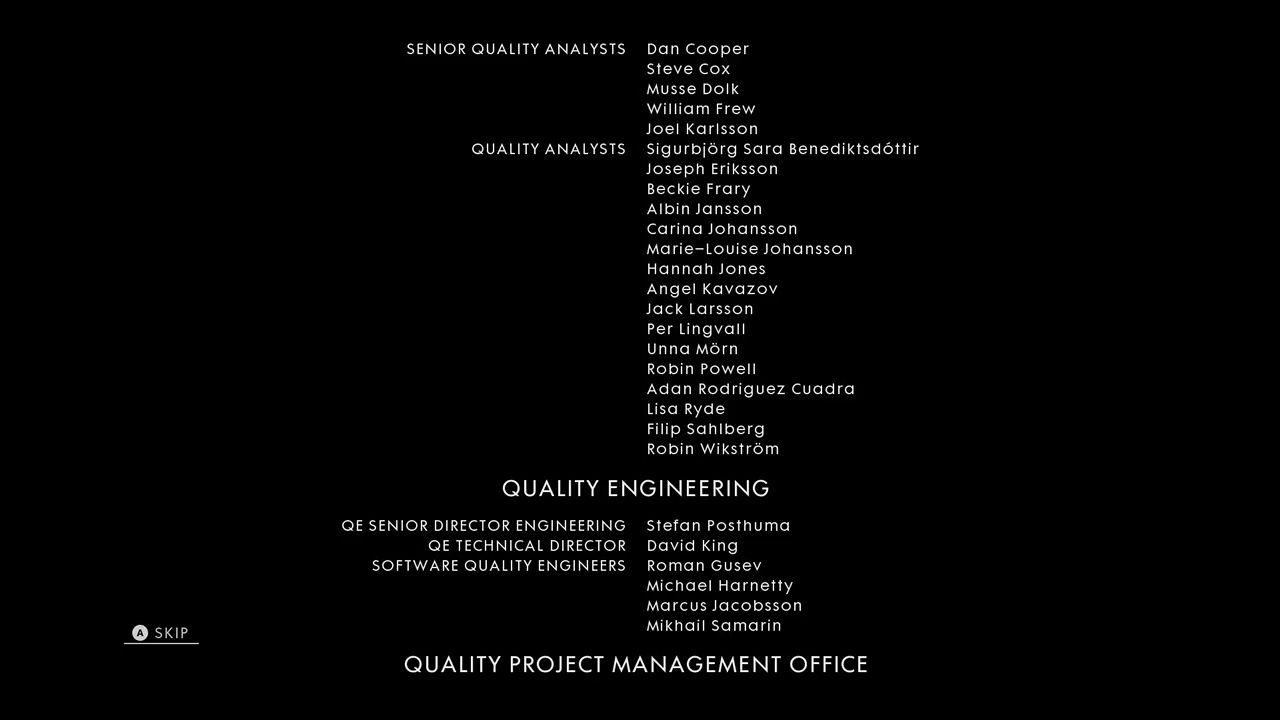 SENIOR QUALITY ANALYSTS Dan Cooper
Steve Cox
Musse Dolk
William Frew
Joel Karlsson
QUALITY ANALYSTS Sigurbjörg Sara Benediktsdóttir
Joseph Eriksson
Beckie Frary
Albin Jansson
Carina Johansson
Marie-Louise Johansson
Hannah Jones
Angel Kavazov
Jack Larsson
Per Lingvall
Unna Mörn
Robin Powell
Adan Rodriguez Cuadra
Lisa Ryde
Filip Sahlberg
Robin Wikström
QUALITY ENGINEERING
QE SENIOR DIRECTOR ENGINEERING Stefan Posthuma
QE TECHNICAL DIRECTOR David King
SOFTWARE QUALITY ENGINEERS Roman Gusev
Michael Harnetty
Marcus Jacobsson
Mikhail Samarin
A SKIP
QUALITY PROJECT MANAGEMENT OFFICE